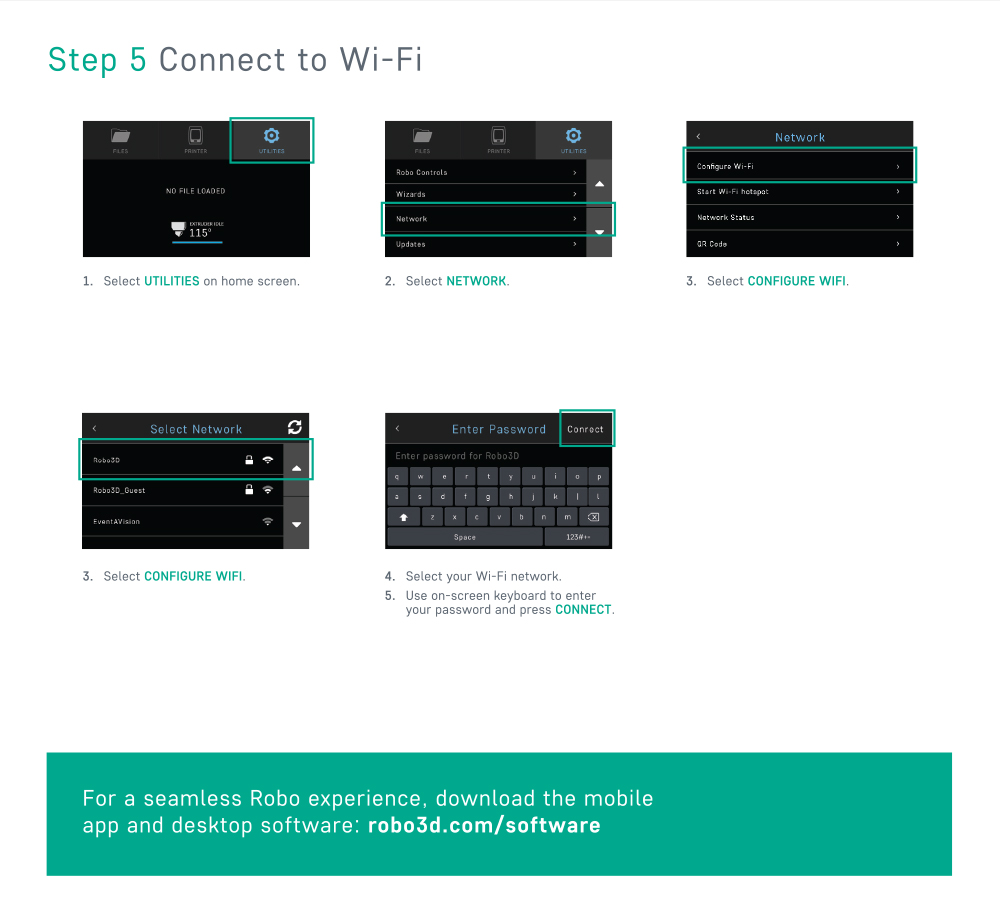 Step 5 Connect to Wi-Fi
FILES
PRINTER
UTILITIES
NO FILE LOADED
EXTRUDER IDLE
115°
1. Select UTILITIES on home screen.
FILES
PRINTER
UTILITIES
Robo Controls
Wizards
Network
Updates
2. Select NETWORK.
Network
Configure Wi-Fi
Start Wi-Fi hotspot
Network Status
QR Code
3. Select CONFIGURE WIFI.
Select Network
Robo3D
Robo3D_Guest
EventAVision
3. Select CONFIGURE WIFI.
Enter Password Connect
Enter password for Robo3D
q w e r t y u i o p
a s d f g h j k l l
z x c v b n m
Space 123#+=
4. Select your Wi-Fi network.
5. Use on-screen keyboard to enter
your password and press CONNECT.
For a seamless Robo experience, download the mobile
app and desktop software: robo3d.com/software